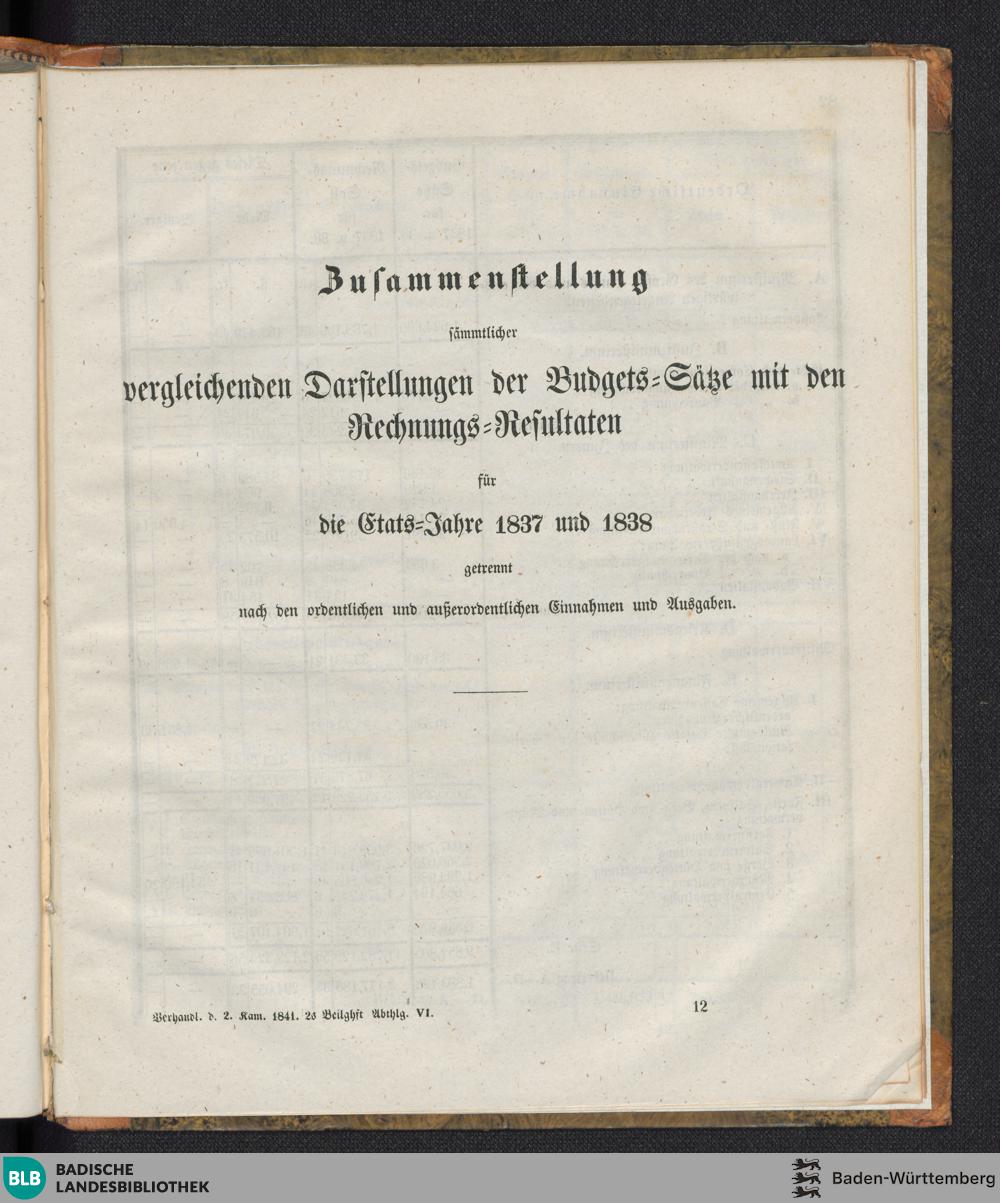 Zusammenstellung
sämmtlicher
vergleichenden Darstellungen der Budgets-Sätze mit den
Rechnungs-Resultaten
für
die Etats-Jahre 1837 und 1838
getrennt
nach den ordentlichen und außerordentlichen Einnahmen und Ausgaben.
Verhandl. d. 2. Kam. 1841. 2s Beilghft Abthlg. VI.
12
BLB BADISCHE
LANDESBIBLIOTHEK
Baden-Württemberg